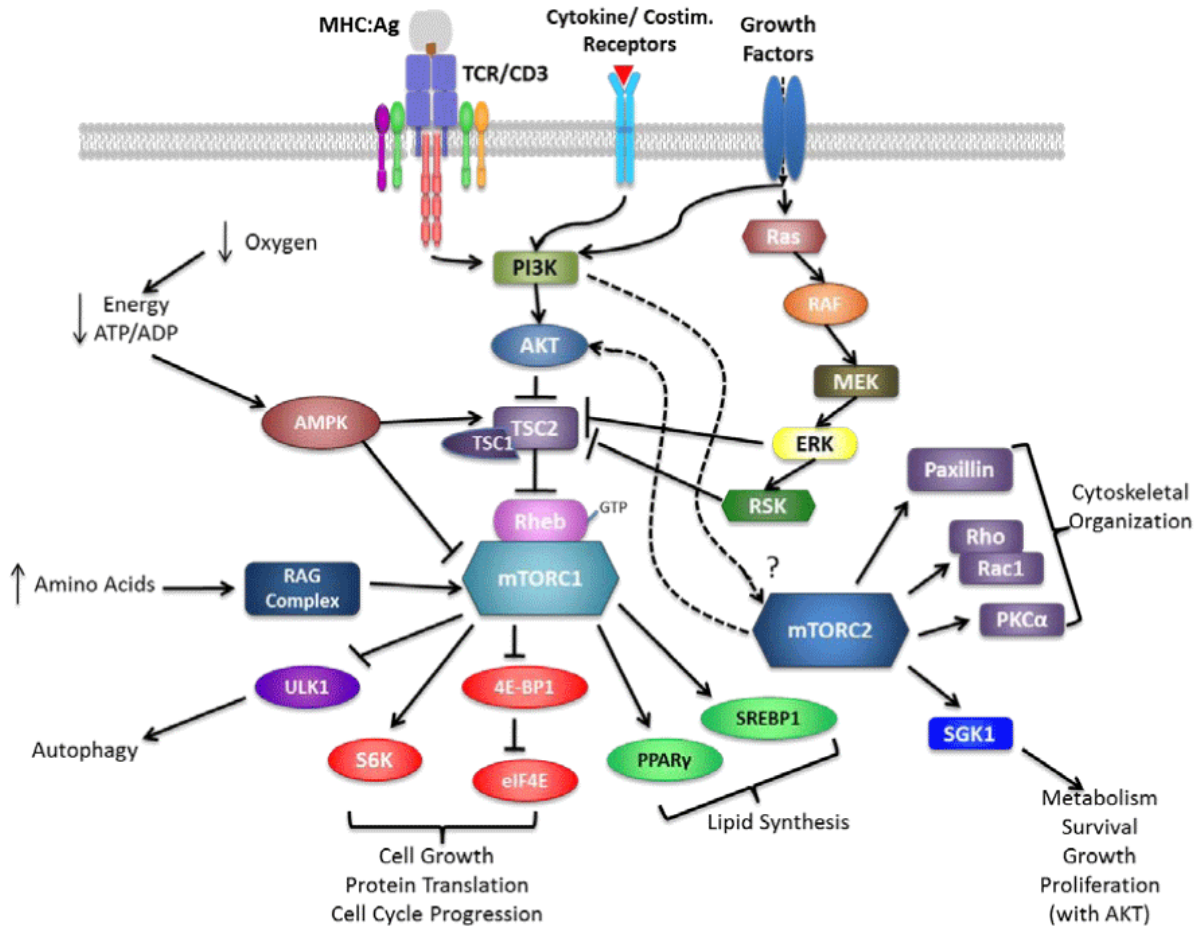 MHC:Ag
Cytokine/ Costim.
Receptors
Growth
Factors
TCR/CD3
↓ Oxygen
Ras
PI3K
↓ Energy
ATP/ADP
RAF
AKT
MEK
AMPK
TSC2
TSC1
ERK
Paxillin
RSK
Cytoskeletal
Organization
Rheb
GTP
Rho
Rac1
?
mTORC1
↑ Amino Acids
RAG
Complex
PKCα
mTORC2
ULK1
4E-BP1
SREBP1
SGK1
Autophagy
S6K
PPARγ
eIF4E
Lipid Synthesis
Metabolism
Survival
Growth
Proliferation
(with AKT)
Cell Growth
Protein Translation
Cell Cycle Progression